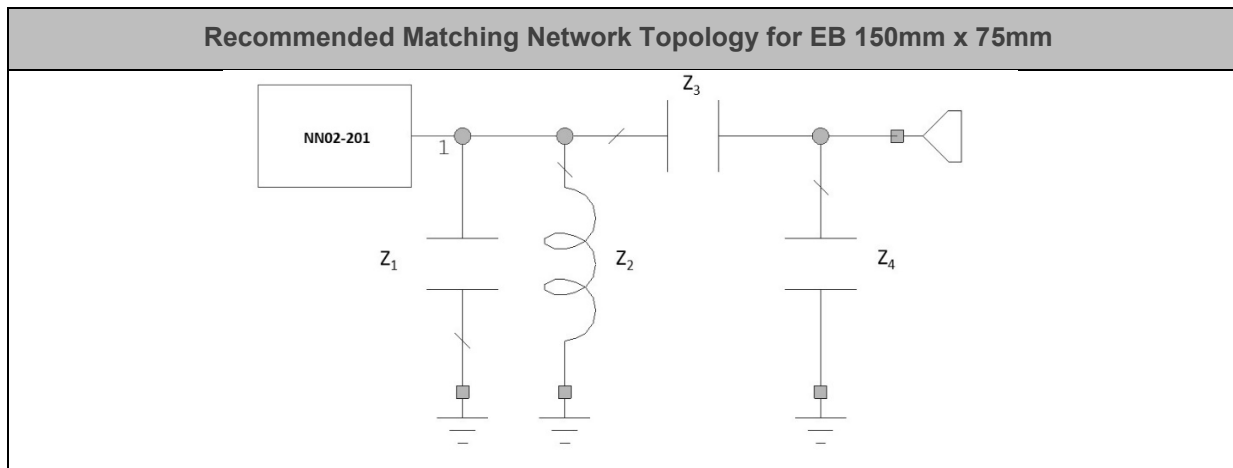 Recommended Matching Network Topology for EB 150mm x 75mm
Z₃
NN02-201
1
Z₁
Z₂
Z₄